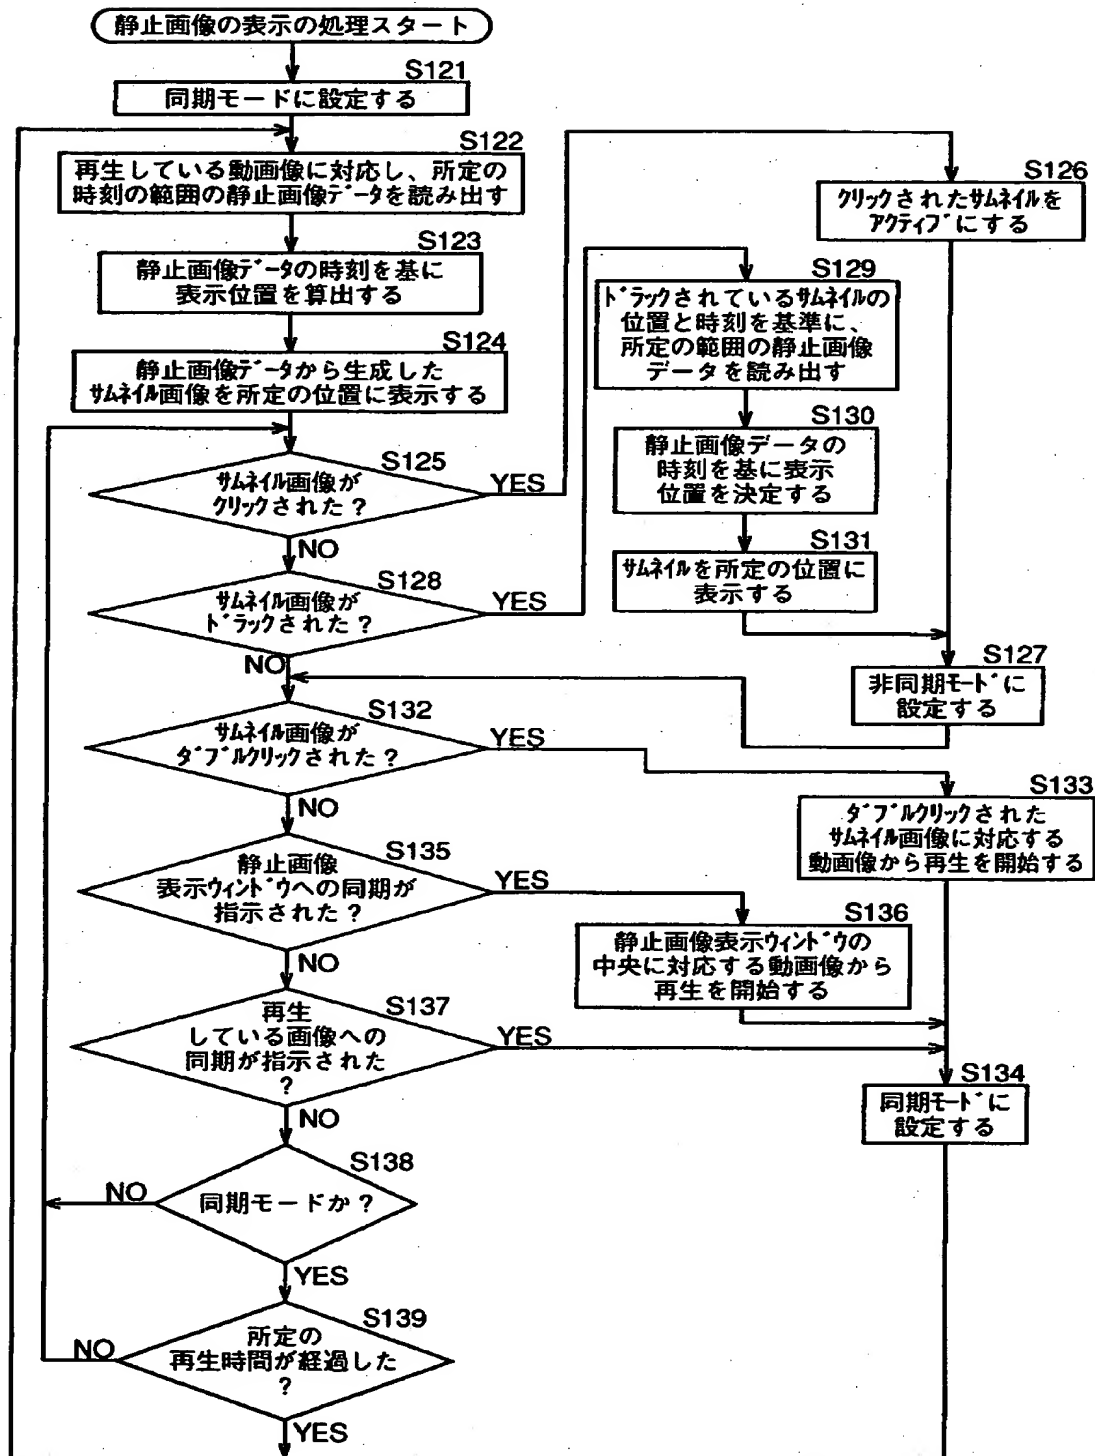 静止画像の表示の処理スタート
S121
同期モードに設定する
S122
再生している動画像に対応し、所定の
時刻の範囲の静止画像データを読み出す
S123
静止画像データの時刻を基に
表示位置を算出する
S124
静止画像データから生成した
サムネイル画像を所定の位置に表示する
S125
サムネイル画像が
クリックされた?
YES
NO
S126
クリックされたサムネイルを
アクティブにする
S128
サムネイル画像が
ドラックされた?
YES
NO
S129
ドラックされているサムネイルの
位置と時刻を基準に、
所定の範囲の静止画像
データを読み出す
S130
静止画像データの
時刻を基に表示
位置を決定する
S131
サムネイルを所定の位置に
表示する
S127
非同期モードに
設定する
S132
サムネイル画像が
ダブルクリックされた?
YES
NO
S133
ダブルクリックされた
サムネイル画像に対応する
動画像から再生を開始する
S135
静止画像
表示ウィンドウへの同期が
指示された?
YES
NO
S136
静止画像表示ウィンドウの
中央に対応する動画像から
再生を開始する
S137
再生
している画像への
同期が指示された
?
YES
NO
S134
同期モードに
設定する
S138
同期モードか?
NO
YES
S139
所定の
再生時間が経過した
?
NO
YES